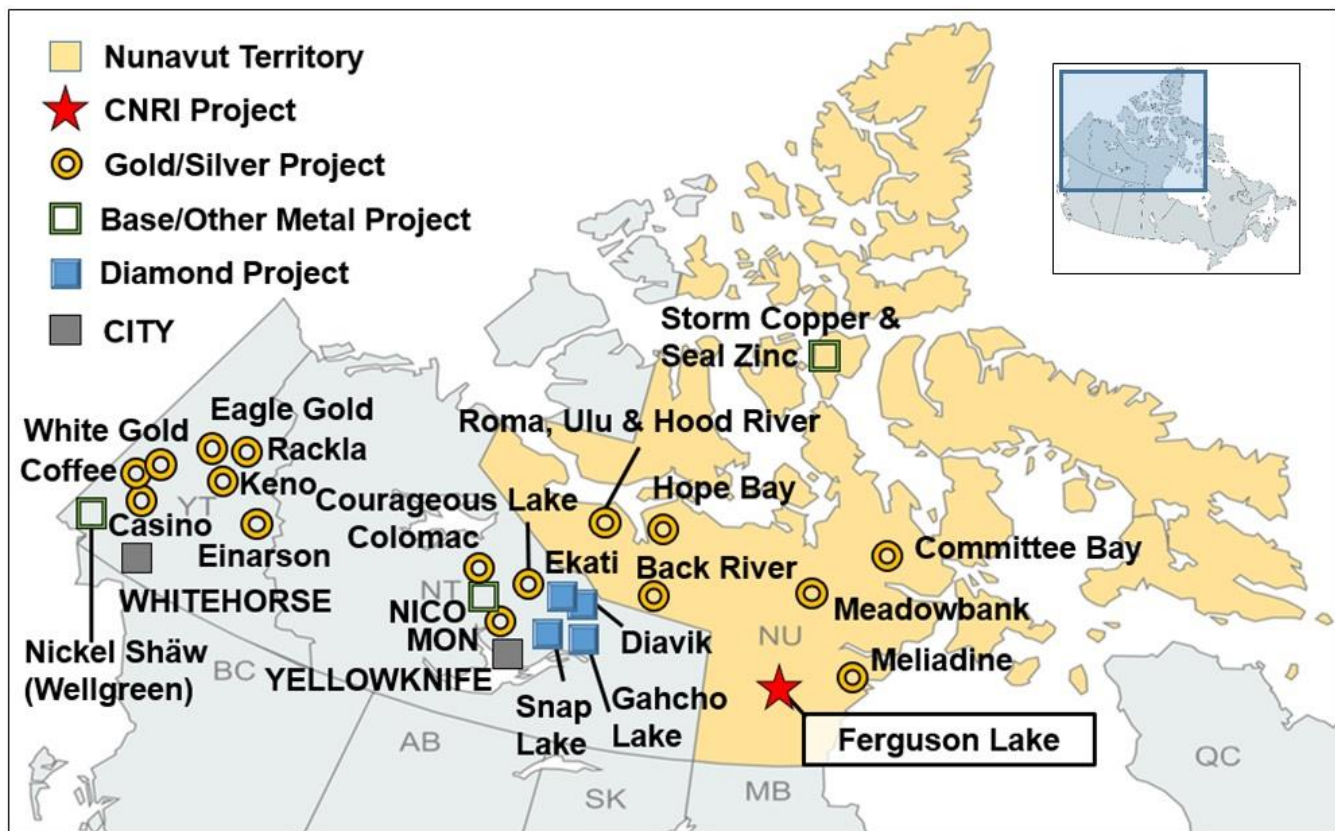 Nunavut Territory
CNRI Project
Gold/Silver Project
Base/Other Metal Project
Diamond Project
CITY
Storm Copper &
Seal Zinc
Roma, Ulu & Hood River
Eagle Gold
White Gold
Rackla
Coffee
Keno
YT
Casino
Einarson
WHITEHORSE
Nickel Shäw
(Wellgreen)
BC
Courageous Lake
Colomac
Hope Bay
Ekati
Back River
Committee Bay
NT
NICO
MON
YELLOWKNIFE
Diavik
Meadowbank
NU
Meliadine
Snap
Lake
Gahcho
Lake
Ferguson Lake
AB
SK
MB
QC